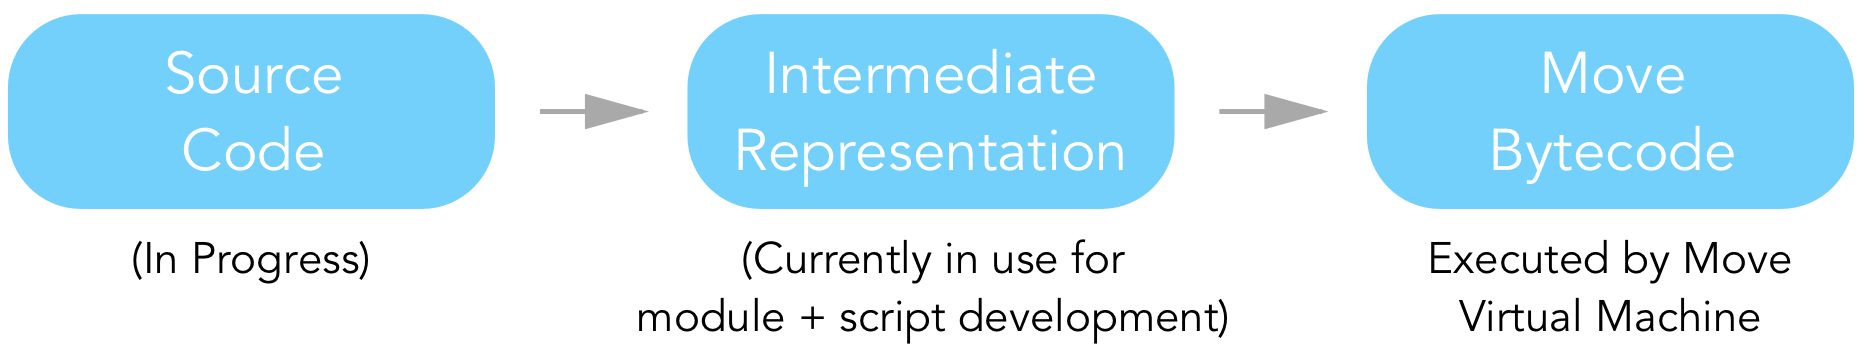 Source
Code
(In Progress)
Intermediate
Representation
(Currently in use for
module + script development)
Move
Bytecode
Executed by Move
Virtual Machine